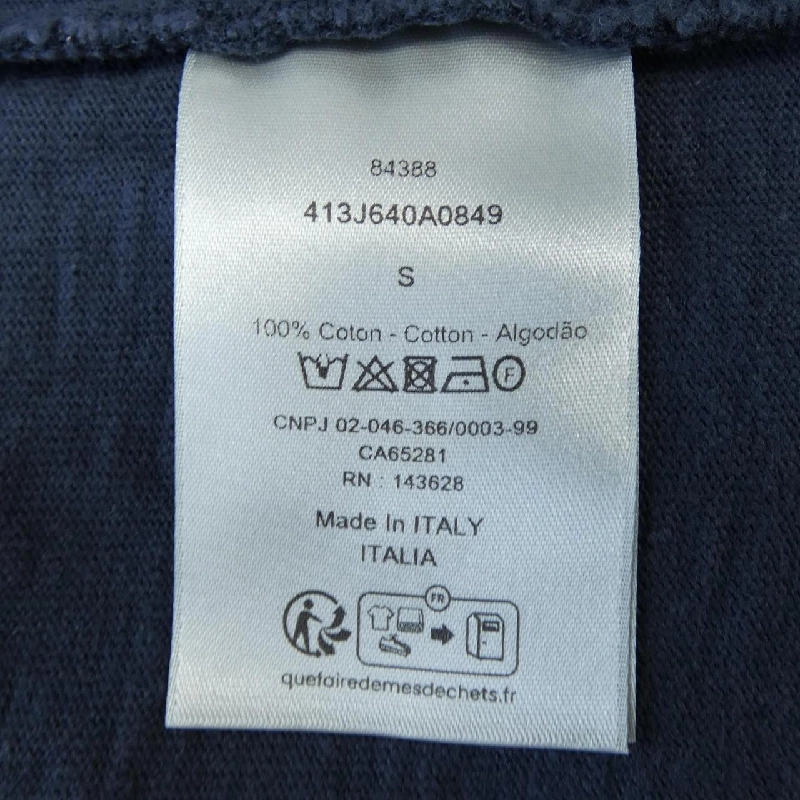 84388
413J640A0849
S
100% Coton - Cotton - Algodão
F
CNPJ 02-046-366/0003-99
CA65281
RN : 143628
Made In ITALY
ITALIA
FR
quefairedemesdechets.fr